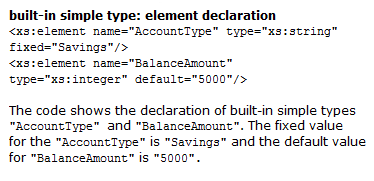 built-in simple type: element declaration
<xs:element name="AccountType" type="xs:string"
fixed="Savings"/>
<xs:element name="BalanceAmount"
type="xs:integer" default="5000"/>
The code shows the declaration of built-in simple types
"AccountType" and "BalanceAmount". The fixed value
for the "AccountType" is "Savings" and the default value
for "BalanceAmount" is "5000".